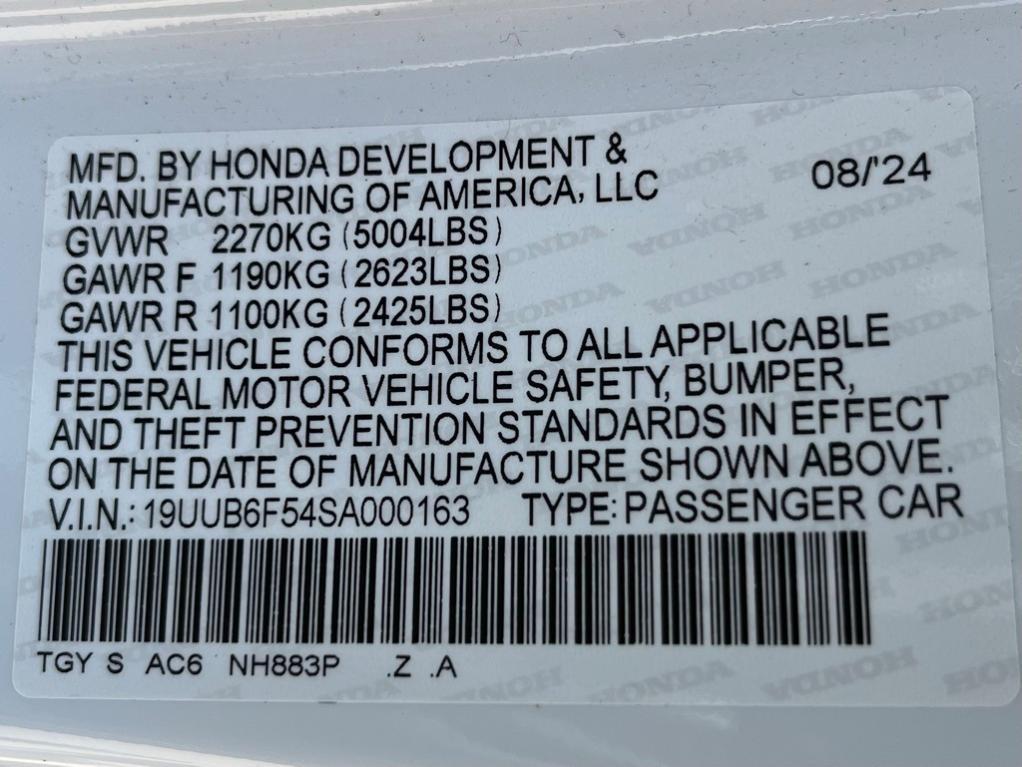 MFD. BY HONDA DEVELOPMENT &
MANUFACTURING OF AMERICA, LLC 08/'24
GVWR 2270KG (5004LBS)
GAWR F 1190KG (2623LBS)
GAWR R 1100KG (2425LBS)
THIS VEHICLE CONFORMS TO ALL APPLICABLE
FEDERAL MOTOR VEHICLE SAFETY, BUMPER,
AND THEFT PREVENTION STANDARDS IN EFFECT
ON THE DATE OF MANUFACTURE SHOWN ABOVE.
V.I.N.: 19UUB6F54SA000163 TYPE: PASSENGER CAR
TGY S AC6 NH883P .Z .A